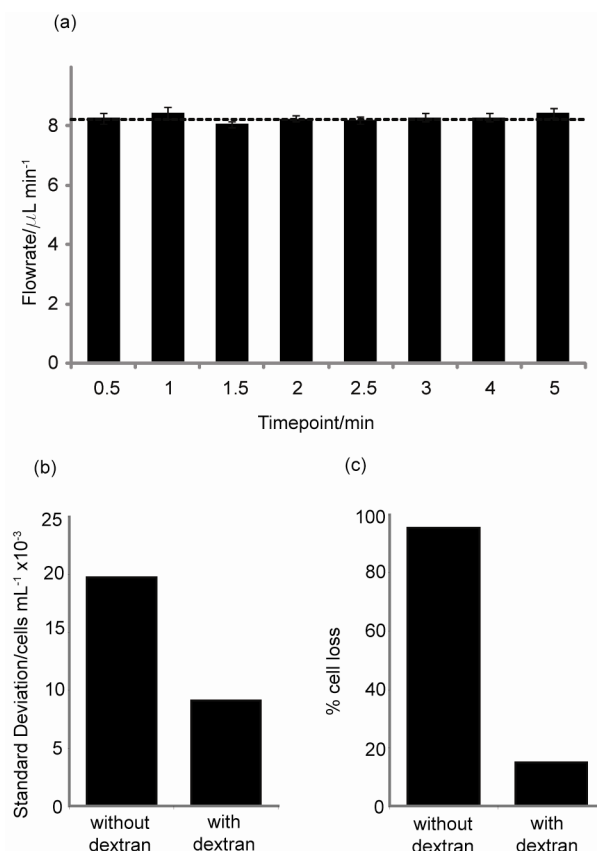 (a)
Flowrate/μL min⁻¹
8
6
4
2
0
0.5 1 1.5 2 2.5 3 4 5
Timepoint/min
(b)
Standard Deviation/cells mL⁻¹ x10⁻³
25
20
15
10
5
0
without dextran
with dextran
(c)
% cell loss
100
80
60
40
20
0
without dextran
with dextran